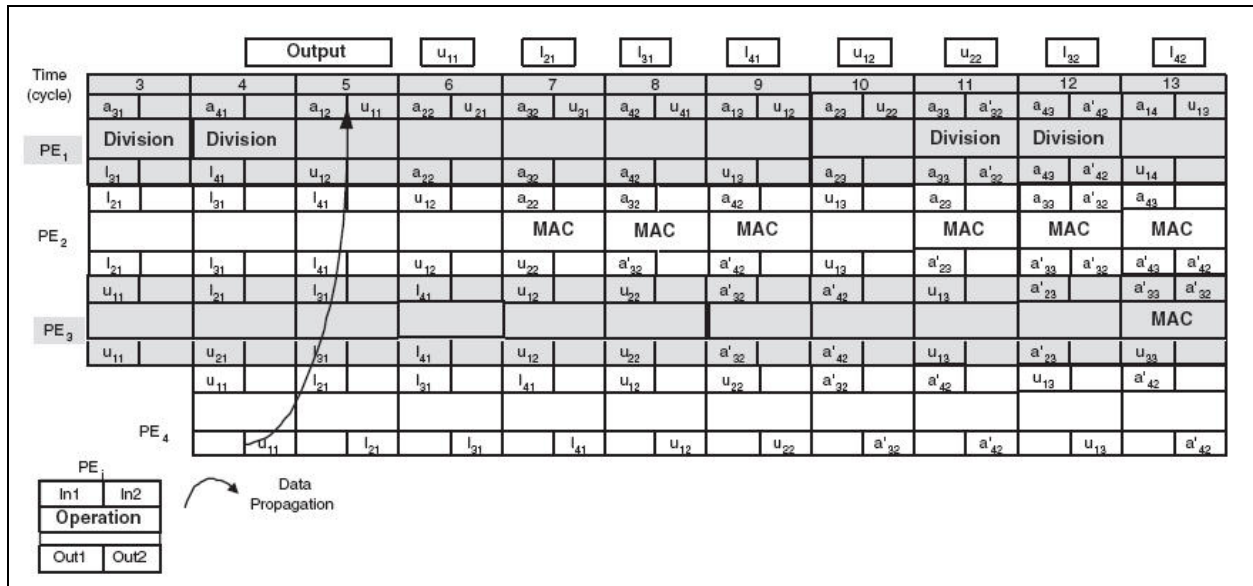 Output u11 l21 l31 l41 u12 u22 l32 l42
Time (cycle) 3 4 5 6 7 8 9 10 11 12 13
a31 a41 a12 u11 a22 u21 a32 u31 a42 u41 a13 u12 a23 u22 a33 a'32 a43 a'42 a14 u13
PE1 Division Division Division Division
l31 l41 u12 a22 a32 a42 u13 a23 a33 a'32 a43 a'42 u14
l21 l31 l41 u12 a22 a32 a42 u13 a23 a33 a'32 a43
PE2 MAC MAC MAC MAC MAC MAC
l21 l31 l41 u12 u22 a'32 a'42 u13 a'23 a'33 a'32 a'43 a'42
u11 l21 l31 l41 u12 u22 a'32 a'42 u13 a'23 a'33 a'32
PE3 MAC
u11 u21 l31 l41 u12 u22 a'32 a'42 u13 a'23 u33
u11 l21 l31 l41 u12 u22 a'32 a'42 u13 a'42
PE4
u11 l21 l31 l41 u12 u22 a'32 a'42 u13 a'42
PEi
In1 In2
Operation
Out1 Out2
Data
Propagation